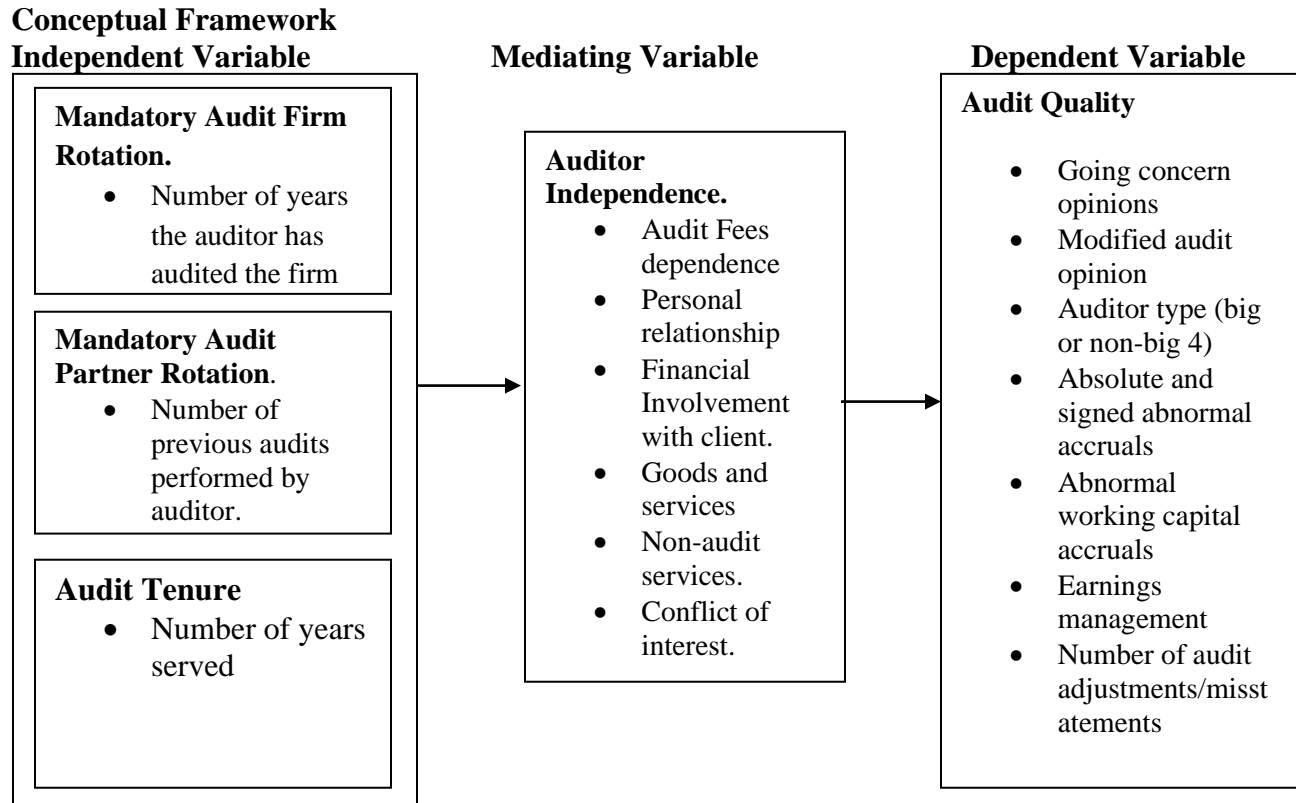 Conceptual Framework
Independent Variable
Mediating Variable
Dependent Variable
Mandatory Audit Firm
Rotation.
• Number of years
the auditor has
audited the firm
Mandatory Audit
Partner Rotation.
• Number of
previous audits
performed by
auditor.
Audit Tenure
• Number of years
served
Auditor
Independence.
• Audit Fees
dependence
• Personal
relationship
• Financial
Involvement
with client.
• Goods and
services
• Non-audit
services.
• Conflict of
interest.
Audit Quality
• Going concern
opinions
• Modified audit
opinion
• Auditor type (big
or non-big 4)
• Absolute and
signed abnormal
accruals
• Abnormal
working capital
accruals
• Earnings
management
• Number of audit
adjustments/misst
atements